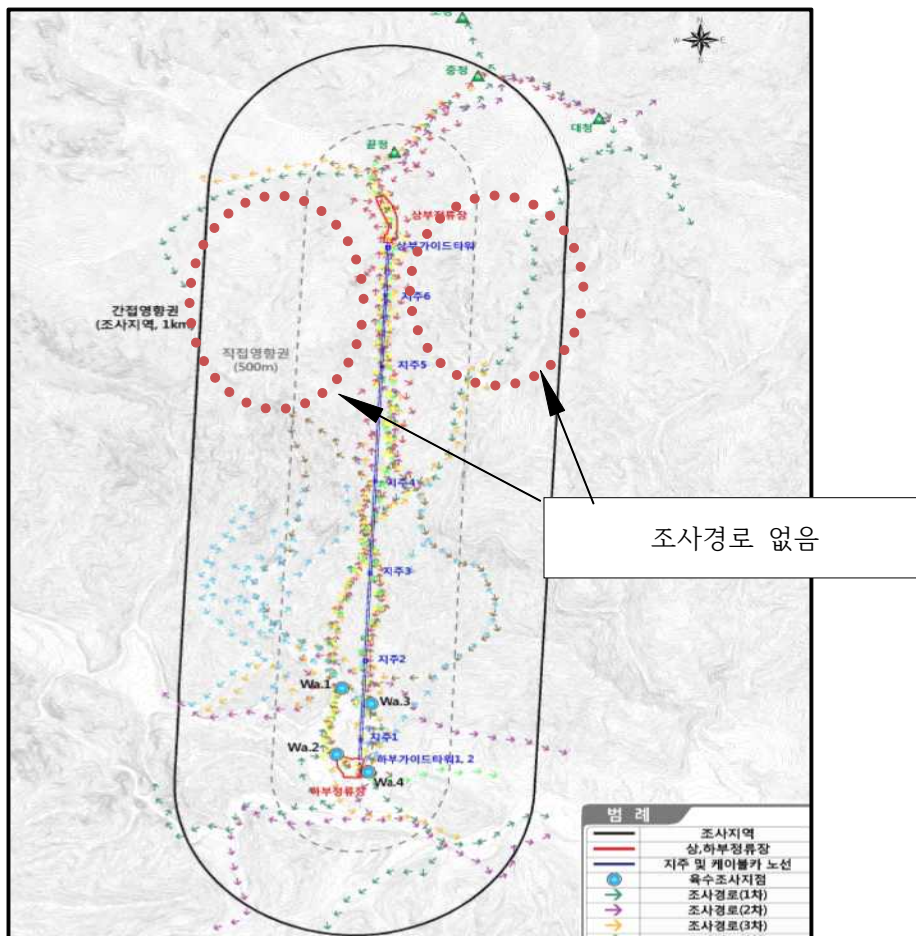 N
W E
S
중청
대청
끝청
상부정류장
상부가이드타워
지주6
간접영향권
(조사지역, 1km
직접영향권
(500m)
지주5
지주4
조사경로 없음
지주3
지주2
Wa.1
Wa.3
지주1
Wa.2
하부가이드타워1, 2
Wa.4
하부정류장
범 례
조사지역
상,하부정류장
지주 및 케이블카 노선
육수조사지점
조사경로(1차)
조사경로(2차)
조사경로(3차)